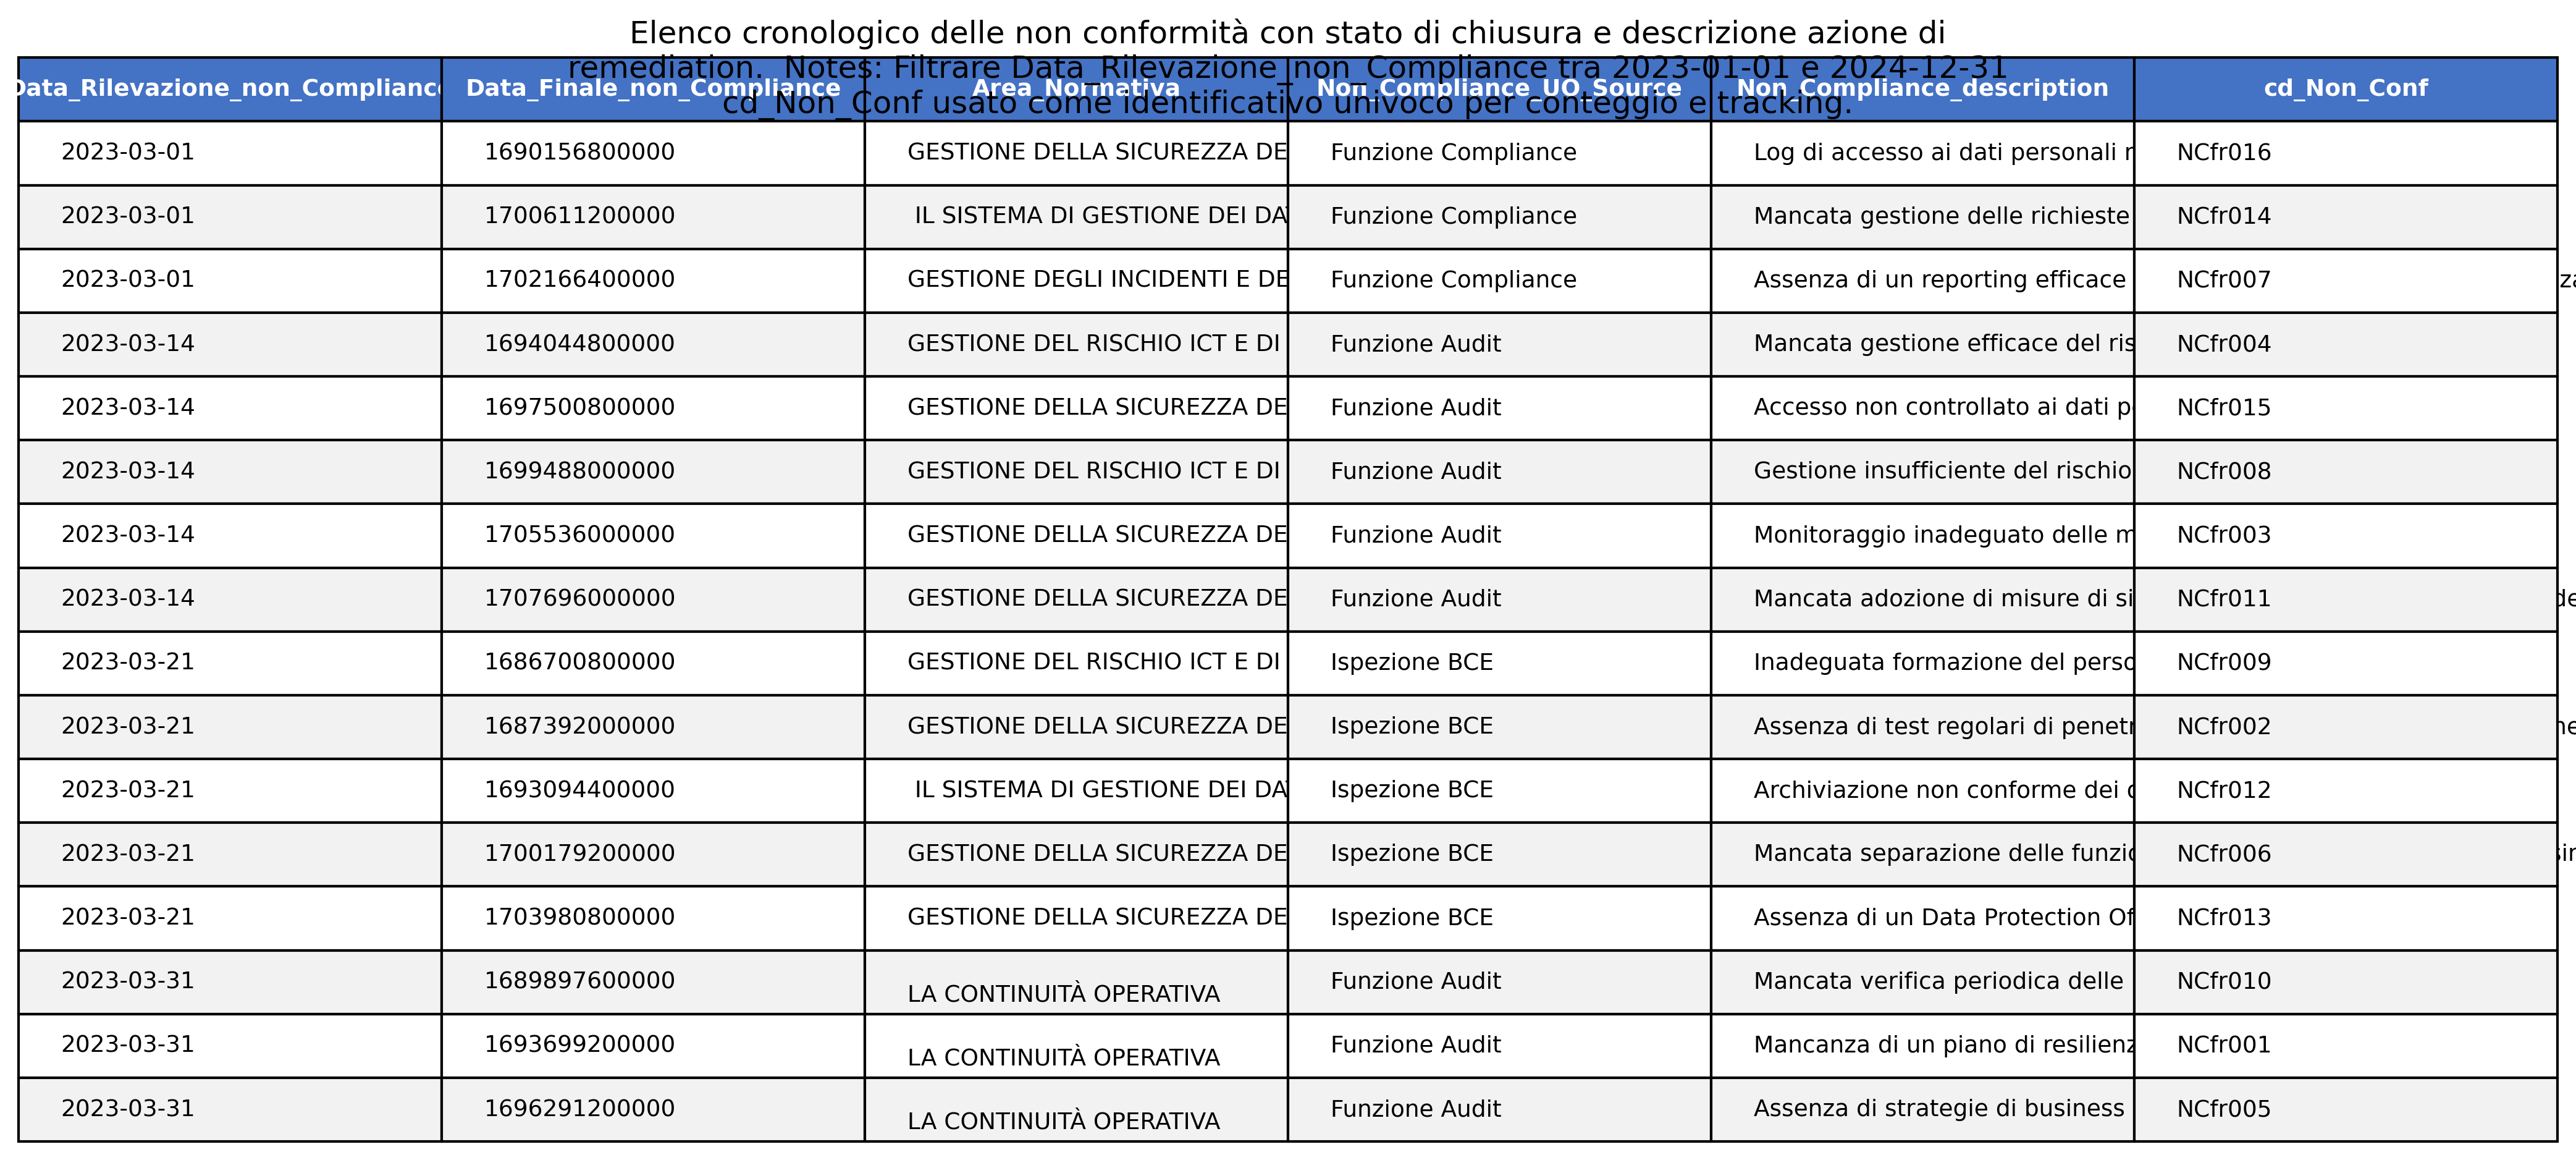 Elenco cronologico delle non conformità con stato di chiusura e descrizione azione di
remediation.  Notes: Filtrare Data_Rilevazione_non_Compliance tra 2023-01-01 e 2024-12-31
cd_Non_Conf usato come identificativo univoco per conteggio e tracking.
Data_Rilevazione_non_Compliance Data_Finale_non_Compliance Area_Normativa Non_Compliance_UO_Source Non_Compliance_description cd_Non_Conf
2023-03-01 1690156800000 GESTIONE DELLA SICUREZZA DE Funzione Compliance Log di accesso ai dati personali NCfr016
2023-03-01 1700611200000 IL SISTEMA DI GESTIONE DEI DA Funzione Compliance Mancata gestione delle richieste NCfr014
2023-03-01 1702166400000 GESTIONE DEGLI INCIDENTI E DE Funzione Compliance Assenza di un reporting efficace NCfr007
2023-03-14 1694044800000 GESTIONE DEL RISCHIO ICT E DI Funzione Audit Mancata gestione efficace del ris NCfr004
2023-03-14 1697500800000 GESTIONE DELLA SICUREZZA DE Funzione Audit Accesso non controllato ai dati p NCfr015
2023-03-14 1699488000000 GESTIONE DEL RISCHIO ICT E DI Funzione Audit Gestione insufficiente del rischio NCfr008
2023-03-14 1705536000000 GESTIONE DELLA SICUREZZA DE Funzione Audit Monitoraggio inadeguato delle m NCfr003
2023-03-14 1707696000000 GESTIONE DELLA SICUREZZA DE Funzione Audit Mancata adozione di misure di si NCfr011 de
2023-03-21 1686700800000 GESTIONE DEL RISCHIO ICT E DI Ispezione BCE Inadeguata formazione del perso NCfr009
2023-03-21 1687392000000 GESTIONE DELLA SICUREZZA DE Ispezione BCE Assenza di test regolari di penetr NCfr002
2023-03-21 1693094400000 IL SISTEMA DI GESTIONE DEI DA Ispezione BCE Archiviazione non conforme dei NCfr012
2023-03-21 1700179200000 GESTIONE DELLA SICUREZZA DE Ispezione BCE Mancata separazione delle funzio NCfr006
2023-03-21 1703980800000 GESTIONE DELLA SICUREZZA DE Ispezione BCE Assenza di un Data Protection Of NCfr013
2023-03-31 1689897600000 LA CONTINUITÀ OPERATIVA Funzione Audit Mancata verifica periodica delle NCfr010
2023-03-31 1693699200000 LA CONTINUITÀ OPERATIVA Funzione Audit Mancanza di un piano di resilienz NCfr001
2023-03-31 1696291200000 LA CONTINUITÀ OPERATIVA Funzione Audit Assenza di strategie di business NCfr005